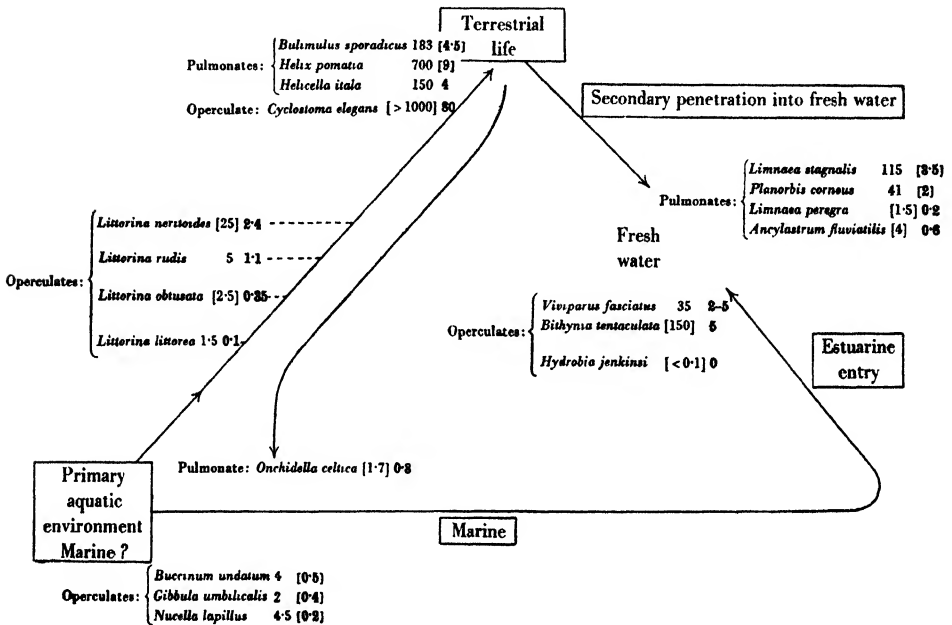 Terrestrial
life
Pulmonates:
Bulimulus sporadicus 183 [4·5]
Helix pomatia 700 [9]
Helicella itala 150 4
Operculate: Cyclostoma elegans [>1000] 80
Secondary penetration into fresh water
Pulmonates:
Limnaea stagnalis 115 [3·5]
Planorbis corneus 41 [2]
Limnaea peregra [1·5] 0·2
Ancylastrum fluviatilis [4] 0·6
Operculates:
Littorina neritoides [25] 2·4
Littorina rudis 5 1·1
Littorina obtusata [2·5] 0·35
Littorina littorea 1·5 0·1
Fresh
water
Operculates:
Viviparus fasciatus 35 2–5
Bithynia tentaculata [150] 5
Hydrobia jenkinsi [<0·1] 0
Estuarine
entry
Pulmonate: Onchidella celtica [1·7] 0·3
Primary
aquatic
environment
Marine ?
Marine
Operculates:
Buccinum undatum 4 [0·5]
Gibbula umbilicalis 2 [0·4]
Nucella lapillus 4·5 [0·2]